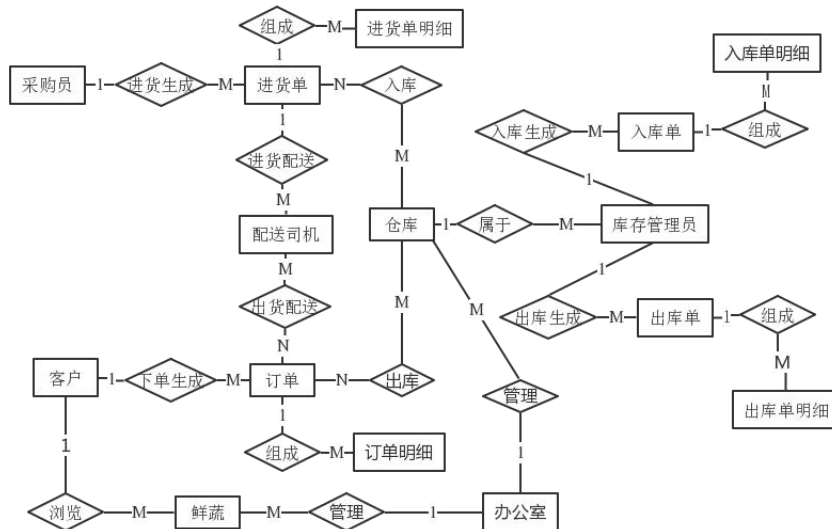 组成
M
进货单明细
1
入库单明细
采购员
1
进货生成
M
进货单
N
入库
M
1
入库生成
M
入库单
1
组成
进货配送
M
M
1
配送司机
仓库
1
属于
M
库存管理员
M
1
M
M
出货配送
出库生成
M
出库单
1
组成
N
M
客户
1
下单生成
M
订单
N
出库
管理
出库单明细
1
1
组成
M
订单明细
1
浏览
M
鲜蔬
M
管理
1
办公室